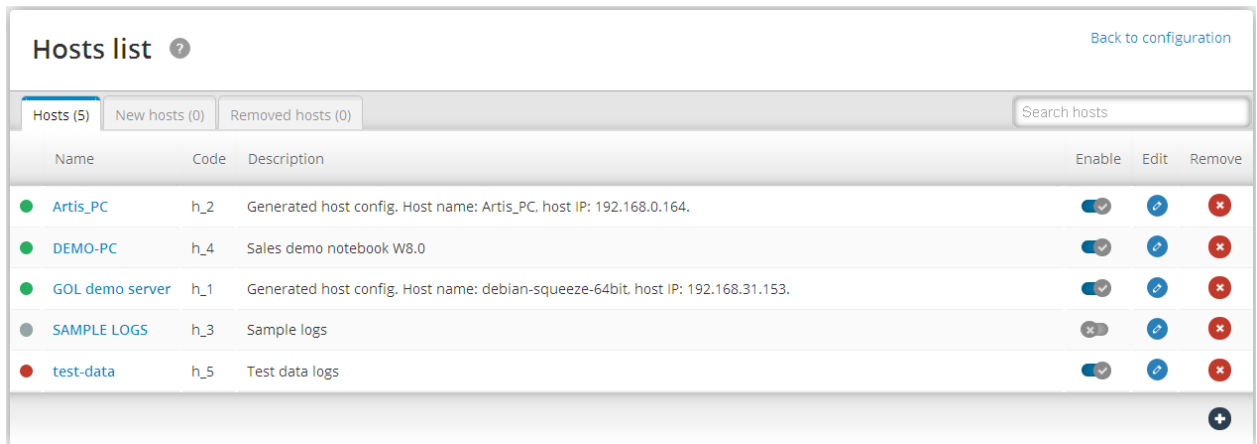 Hosts list ?
Back to configuration
Hosts (5) New hosts (0) Removed hosts (0) Search hosts
Name Code Description Enable Edit Remove
Artis_PC h_2 Generated host config. Host name: Artis_PC, host IP: 192.168.0.164.
DEMO-PC h_4 Sales demo notebook W8.0
GOL demo server h_1 Generated host config. Host name: debian-squeeze-64bit, host IP: 192.168.31.153.
SAMPLE LOGS h_3 Sample logs
test-data h_5 Test data logs